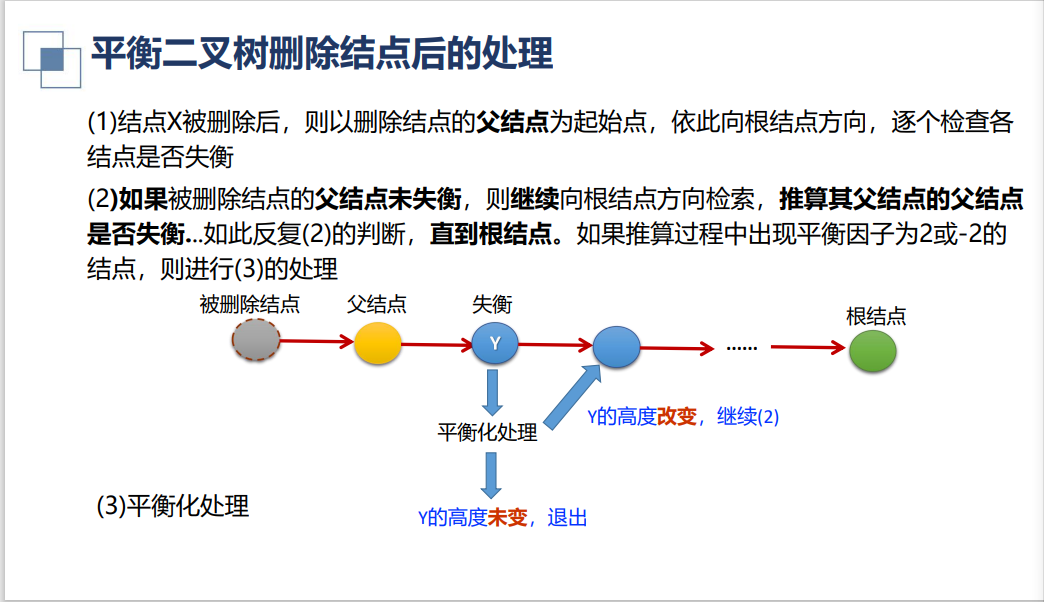 平衡二叉树删除结点后的处理
(1)结点X被删除后，则以删除结点的父结点为起始点，依此向根结点方向，逐个检查各
结点是否失衡
(2)如果被删除结点的父结点未失衡，则继续向根结点方向检索，推算其父结点的父结点
是否失衡...如此反复(2)的判断，直到根结点。如果推算过程中出现平衡因子为2或-2的
结点，则进行(3)的处理
被删除结点
父结点
失衡
根结点
Y
......
Y的高度改变，继续(2)
平衡化处理
(3)平衡化处理
Y的高度未变，退出